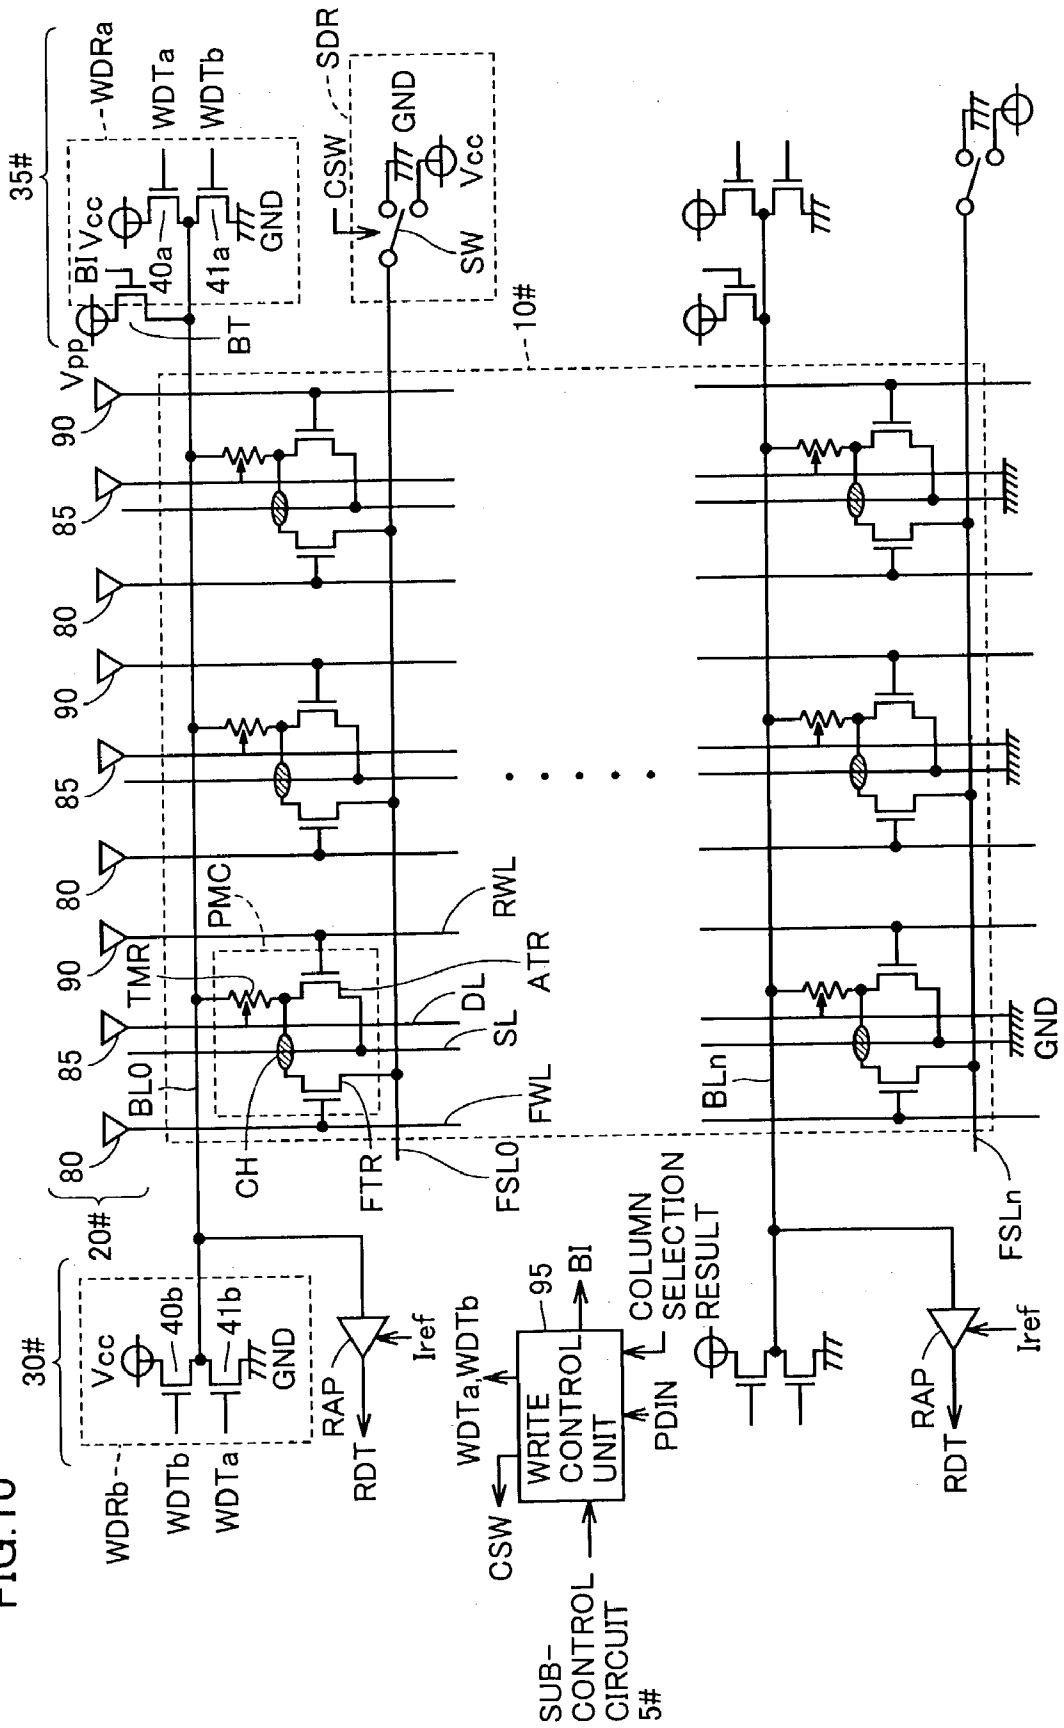 FIG.10
30#
20#
35#
WDRb
Vcc
40b
41b
GND
WDTb
WDTa
80
85
90
80
85
90
80
85
90
Vpp
BI
Vcc
40a
41a
GND
BT
WDRa
WDTa
WDTb
BL0
TMR
PMC
CH
FTR
FSL0
FWL
SL
DL
ATR
RWL
10#
SDR
CSW
GND
Vcc
SW
RAP
Iref
RDT
WDTa,WDTb
CSW
95
BI
WRITE
CONTROL
UNIT
PDIN
COLUMN
SELECTION
RESULT
SUB-
CONTROL
CIRCUIT
5#
BLn
GND
FSLn
RAP
Iref
RDT